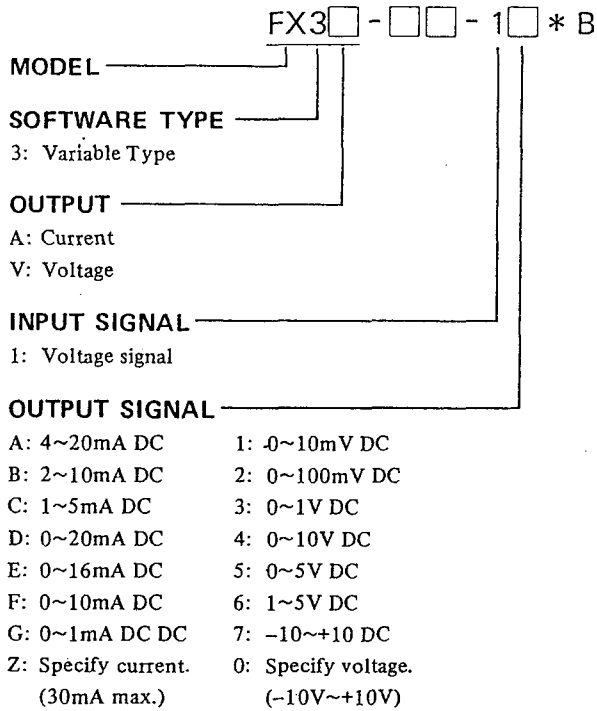 FX3□-□□-1□*B
MODEL
SOFTWARE TYPE
3: Variable Type
OUTPUT
A: Current
V: Voltage
INPUT SIGNAL
1: Voltage signal
OUTPUT SIGNAL
A: 4~20mA DC
B: 2~10mA DC
C: 1~5mA DC
D: 0~20mA DC
E: 0~16mA DC
F: 0~10mA DC
G: 0~1mA DC DC
Z: Specify current.
(30mA max.)
1: 0~10mV DC
2: 0~100mV DC
3: 0~1V DC
4: 0~10V DC
5: 0~5V DC
6: 1~5V DC
7: -10~+10 DC
0: Specify voltage.
(-10V~+10V)